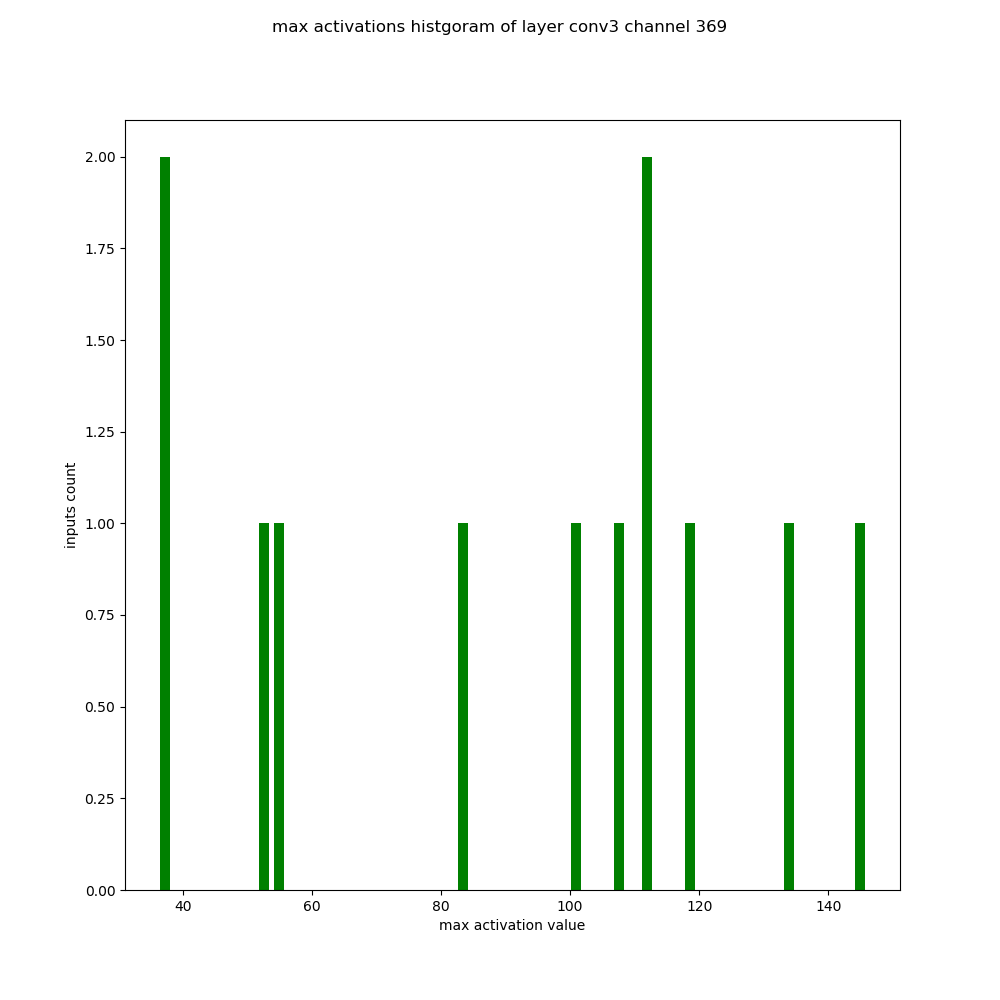 max activations histgoram of layer conv3 channel 369
2.00
1.75
1.50
1.25
1.00
0.75
0.50
0.25
0.00
inputs count
40 60 80 100 120 140
max activation value